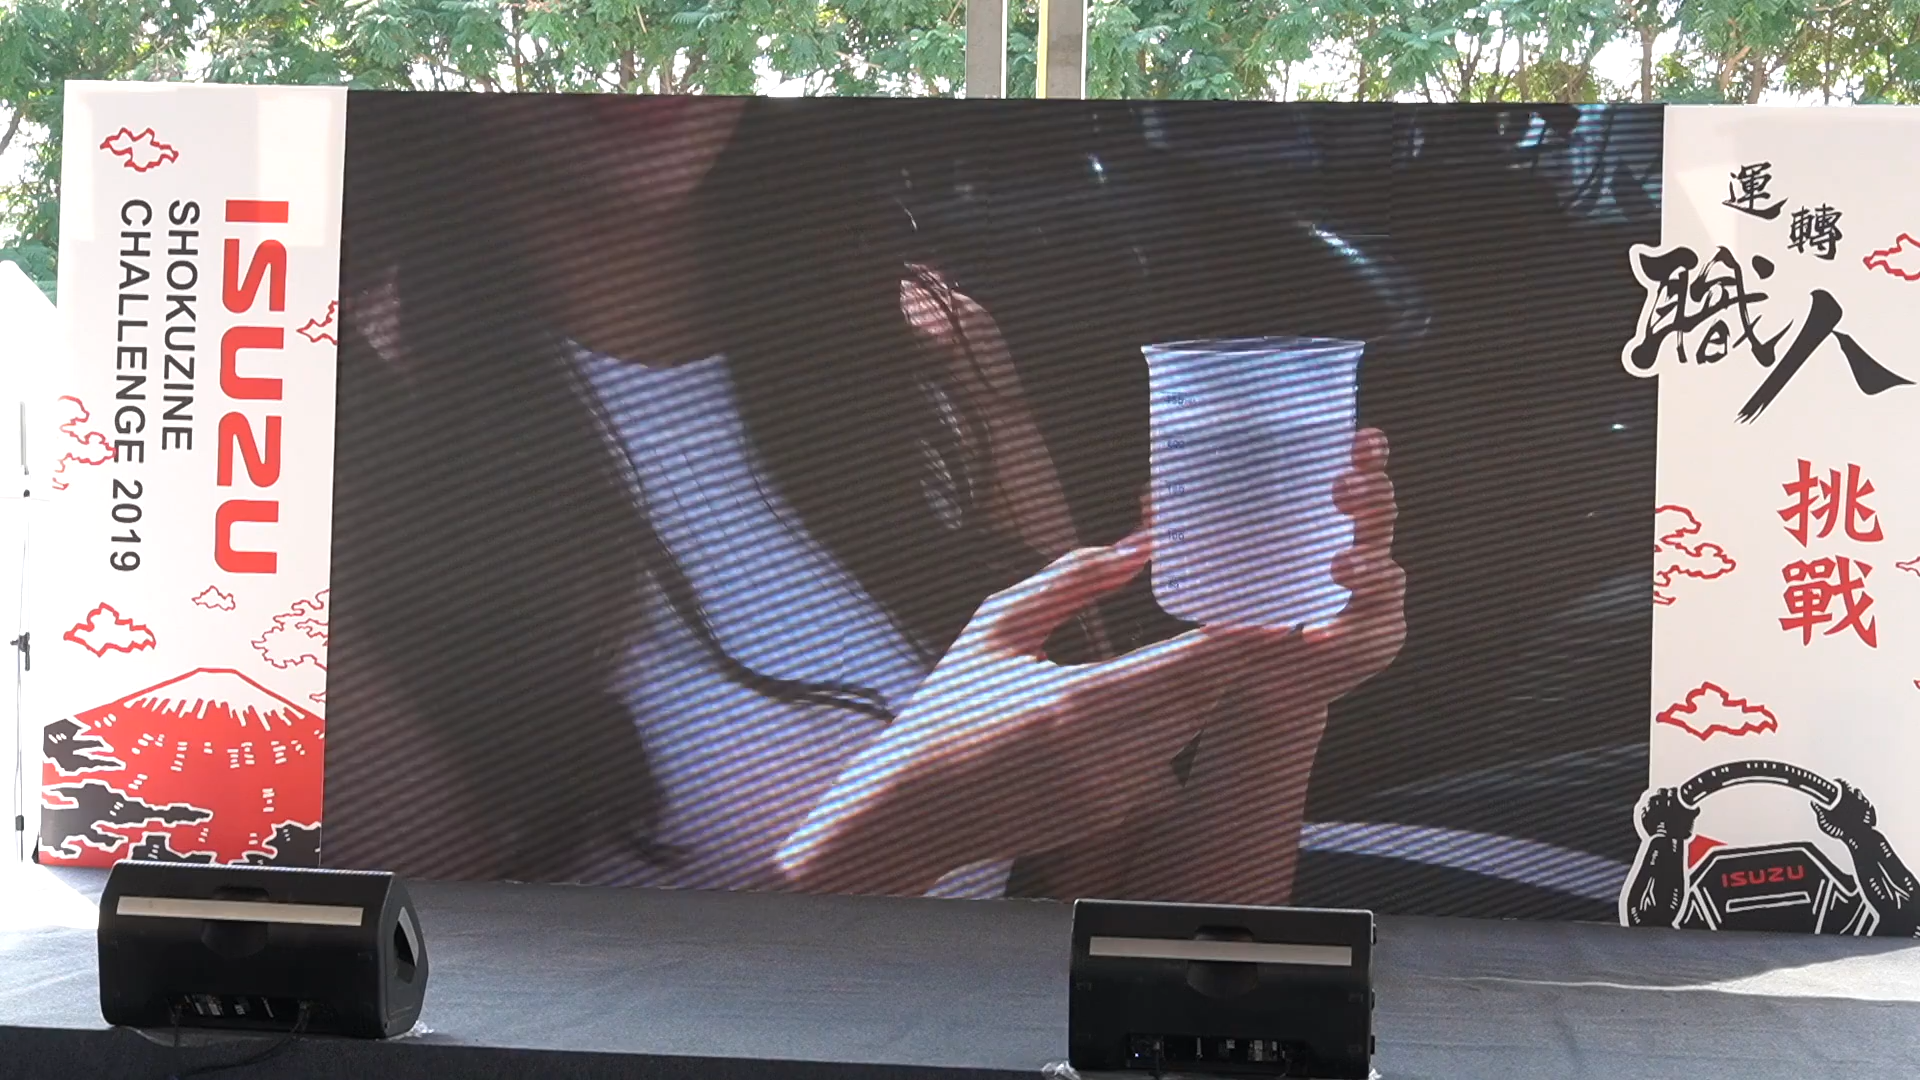 ISUZU
SHOKUZINE
CHALLENGE 2019
運轉
職人
挑戰
ISUZU